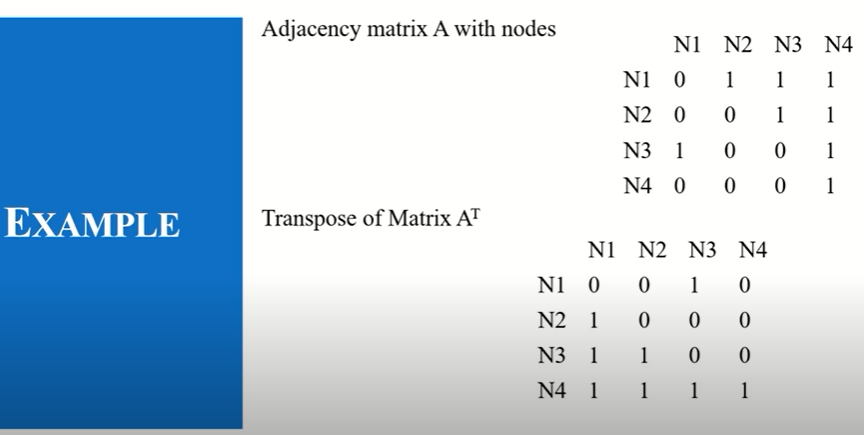 Adjacency matrix A with nodes
N1 N2 N3 N4
N1 0 1 1 1
N2 0 0 1 1
N3 1 0 0 1
N4 0 0 0 1
EXAMPLE
Transpose of Matrix Aᵀ
N1 N2 N3 N4
N1 0 0 1 0
N2 1 0 0 0
N3 1 1 0 0
N4 1 1 1 1